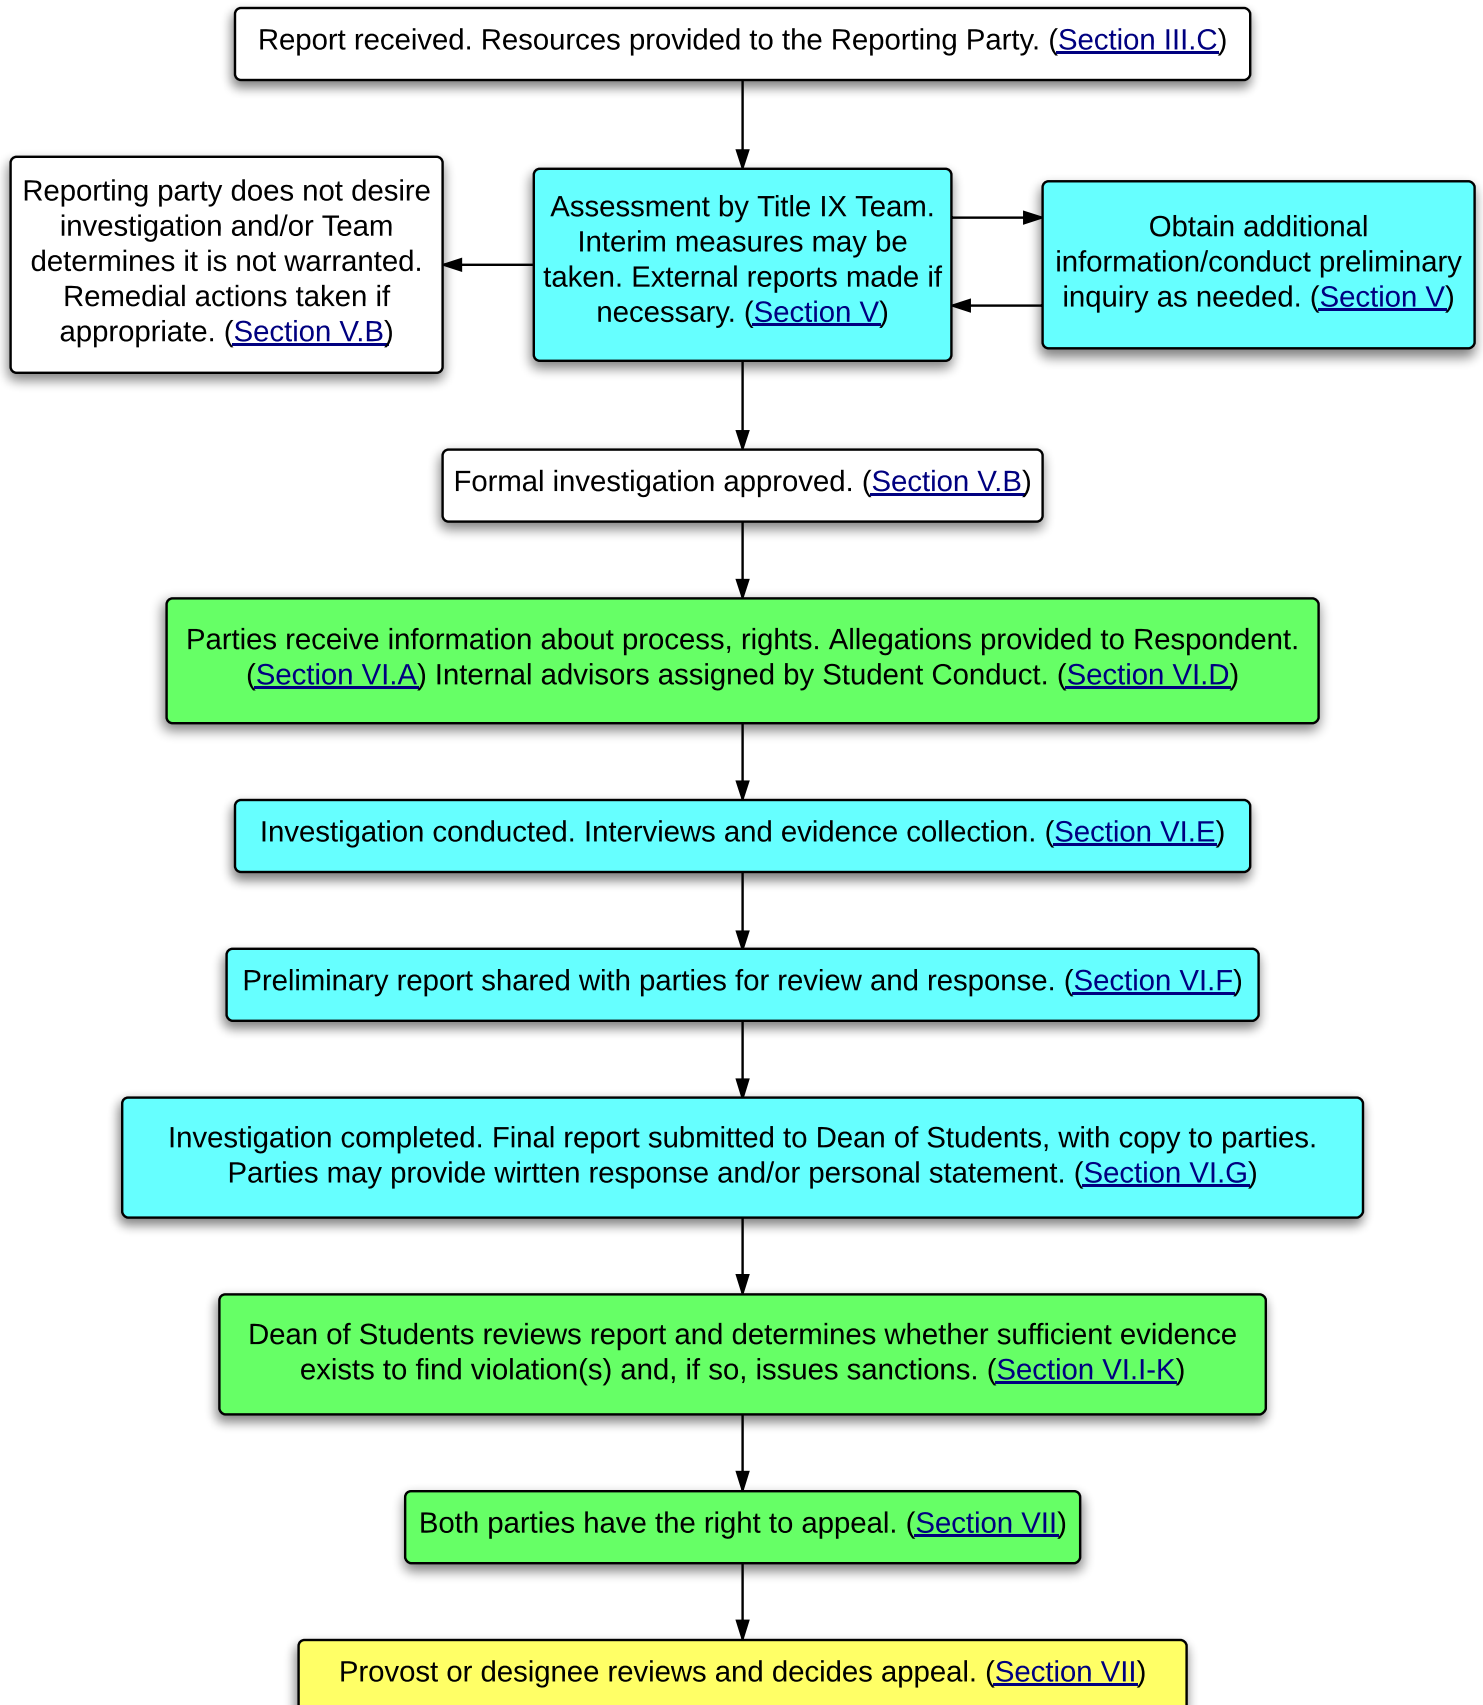 Report received. Resources provided to the Reporting Party. (Section III.C)
Reporting party does not desire
investigation and/or Team
determines it is not warranted.
Remedial actions taken if
appropriate. (Section V.B)
Assessment by Title IX Team.
Interim measures may be
taken. External reports made if
necessary. (Section V)
Obtain additional
information/conduct preliminary
inquiry as needed. (Section V)
Formal investigation approved. (Section V.B)
Parties receive information about process, rights. Allegations provided to Respondent.
(Section VI.A) Internal advisors assigned by Student Conduct. (Section VI.D)
Investigation conducted. Interviews and evidence collection. (Section VI.E)
Preliminary report shared with parties for review and response. (Section VI.F)
Investigation completed. Final report submitted to Dean of Students, with copy to parties.
Parties may provide wirtten response and/or personal statement. (Section VI.G)
Dean of Students reviews report and determines whether sufficient evidence
exists to find violation(s) and, if so, issues sanctions. (Section VI.I-K)
Both parties have the right to appeal. (Section VII)
Provost or designee reviews and decides appeal. (Section VII)